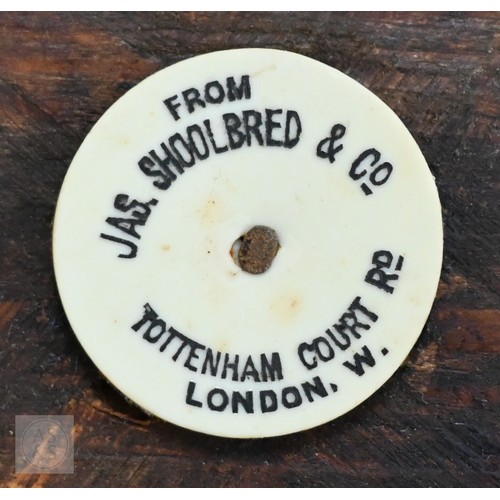 FROM
JAS. SHOOLBRED & CO.
TOTTENHAM COURT RD
LONDON, W.